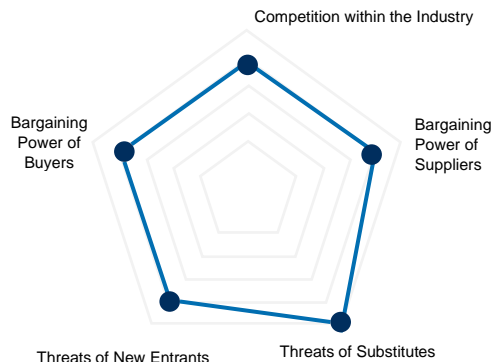 Competition within the Industry
Bargaining
Power of
Buyers
Bargaining
Power of
Suppliers
Threats of New Entrants
Threats of Substitutes